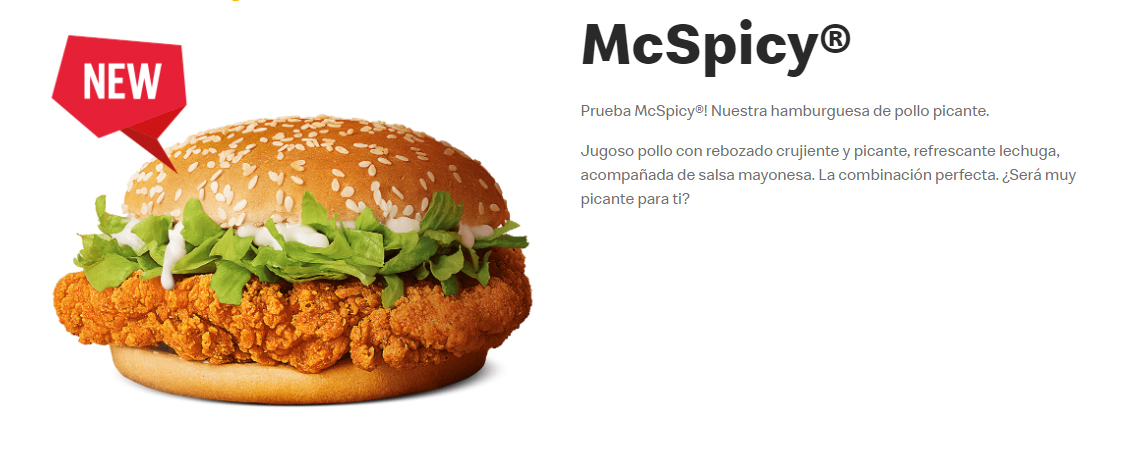 NEW
McSpicy®
Prueba McSpicy®! Nuestra hamburguesa de pollo picante.
Jugoso pollo con rebozado crujiente y picante, refrescante lechuga,
acompañada de salsa mayonesa. La combinación perfecta. ¿Será muy
picante para ti?